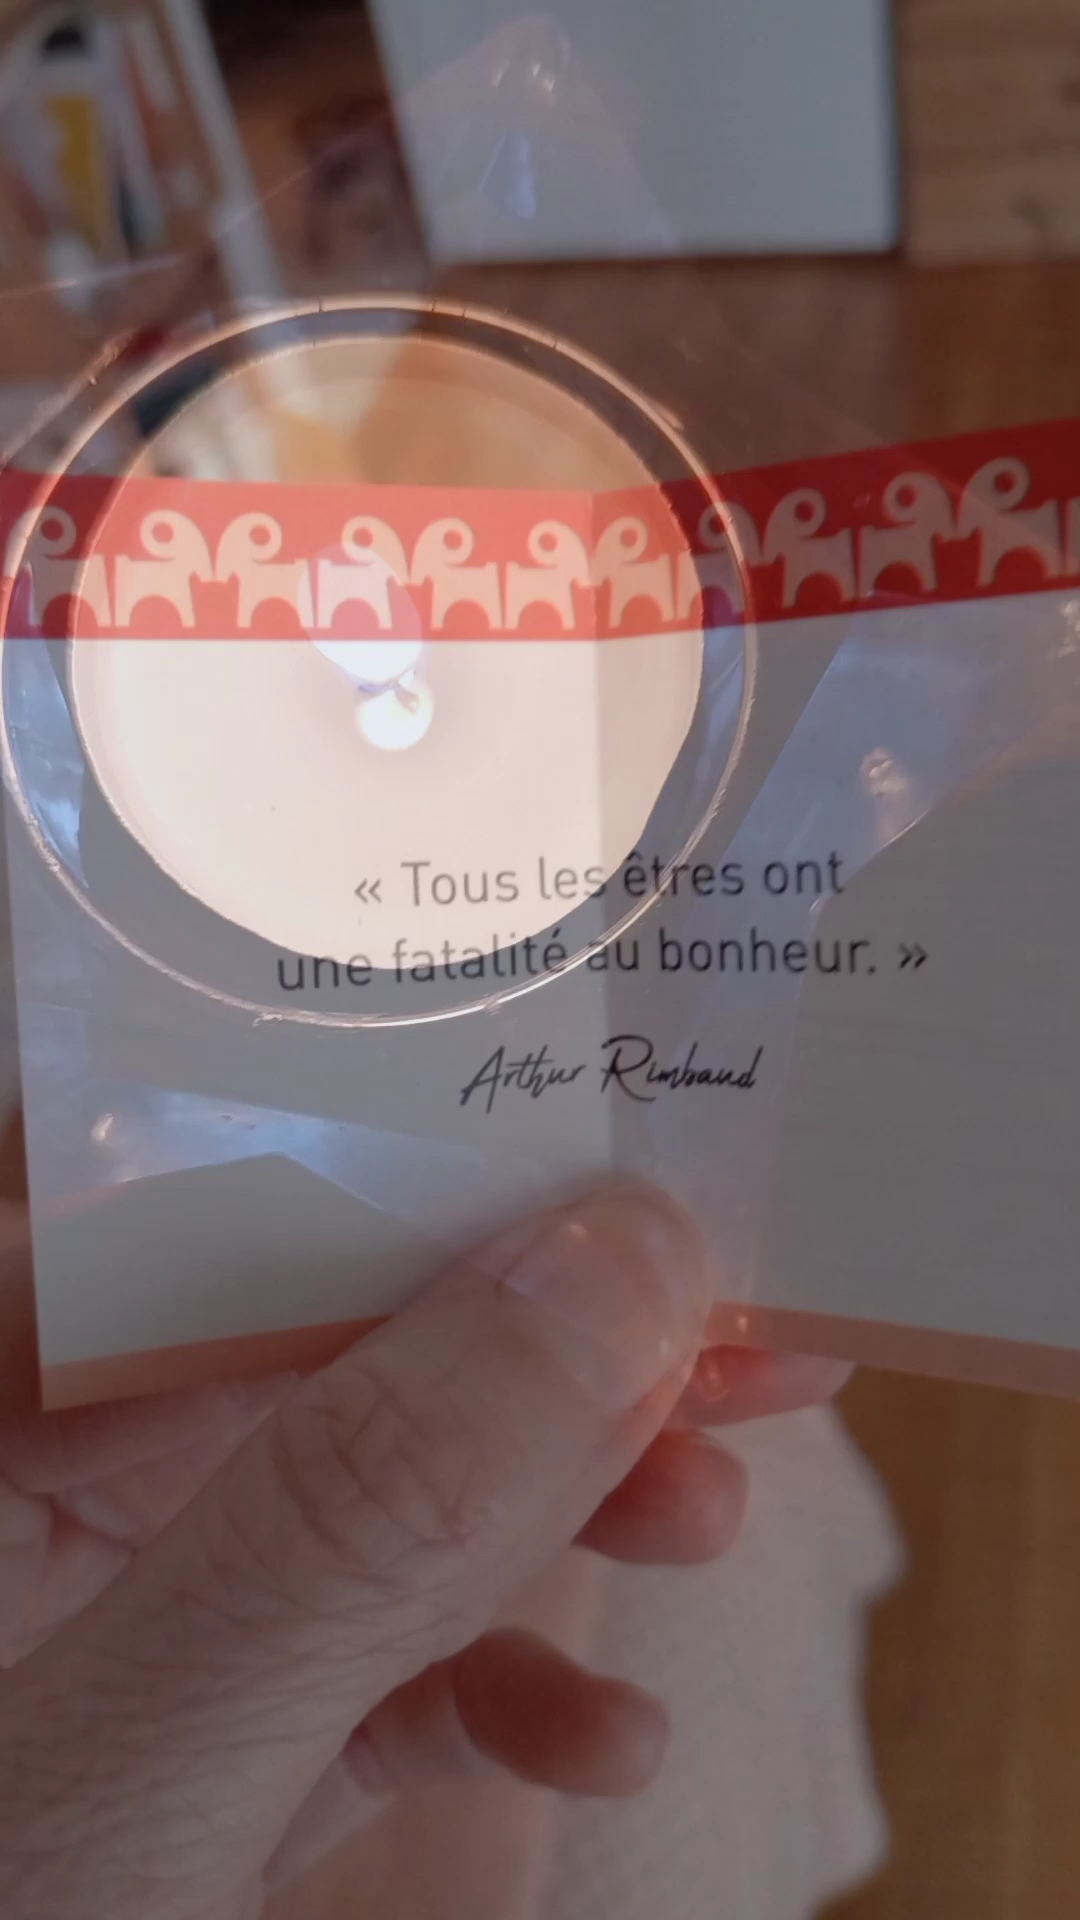 « Tous les êtres ont
une fatalité au bonheur. »
Arthur Rimbaud